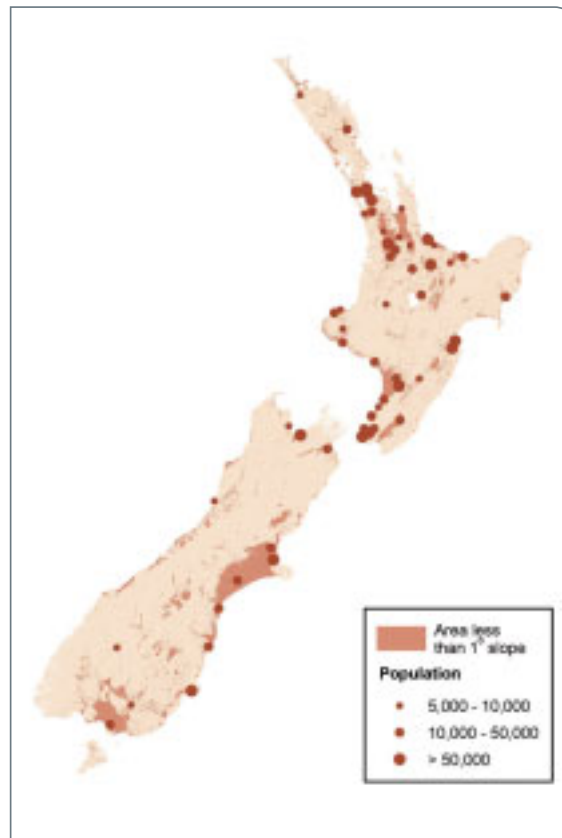 Area less
than 1° slope
Population
5,000 - 10,000
10,000 - 50,000
> 50,000